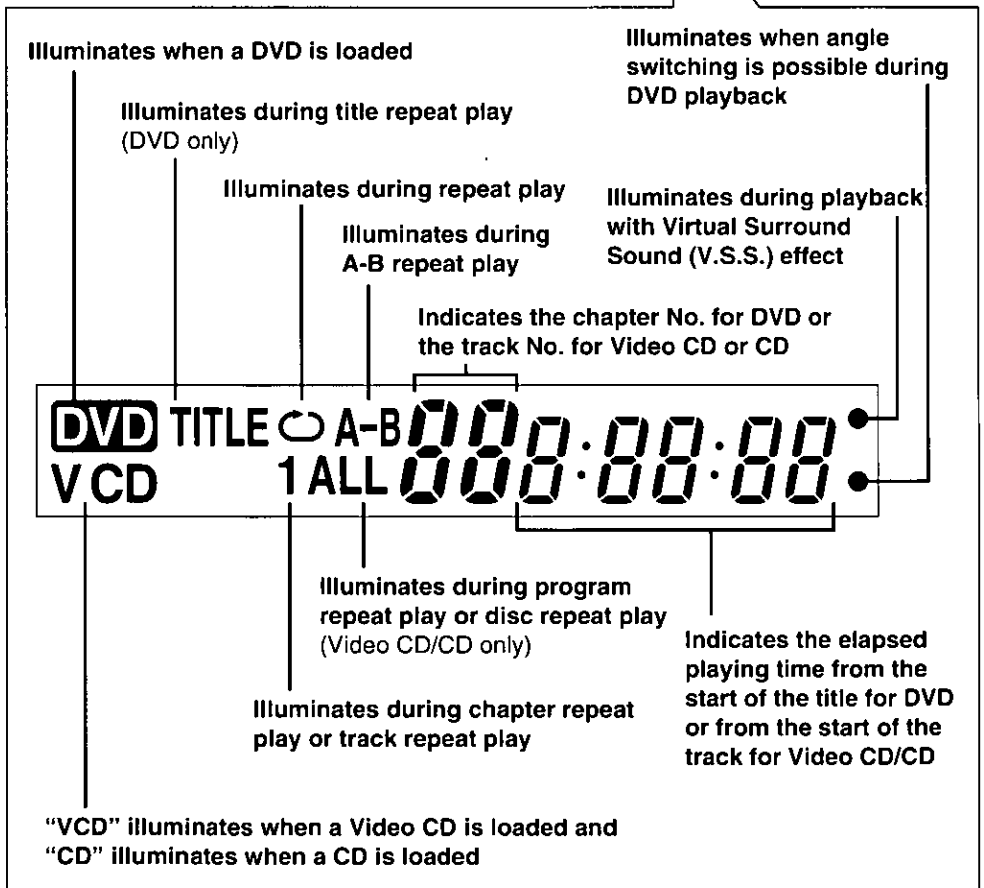 Illuminates when a DVD is loaded
Illuminates when angle
switching is possible during
DVD playback
Illuminates during title repeat play
(DVD only)
Illuminates during repeat play
Illuminates during playback
with Virtual Surround
Sound (V.S.S.) effect
Illuminates during
A-B repeat play
Indicates the chapter No. for DVD or
the track No. for Video CD or CD
DVD TITLE A-B 88 8:88:88
V CD 1 ALL
Illuminates during program
repeat play or disc repeat play
(Video CD/CD only)
Indicates the elapsed
playing time from the
start of the title for DVD
or from the start of the
track for Video CD/CD
Illuminates during chapter repeat
play or track repeat play
“VCD” illuminates when a Video CD is loaded and
“CD” illuminates when a CD is loaded